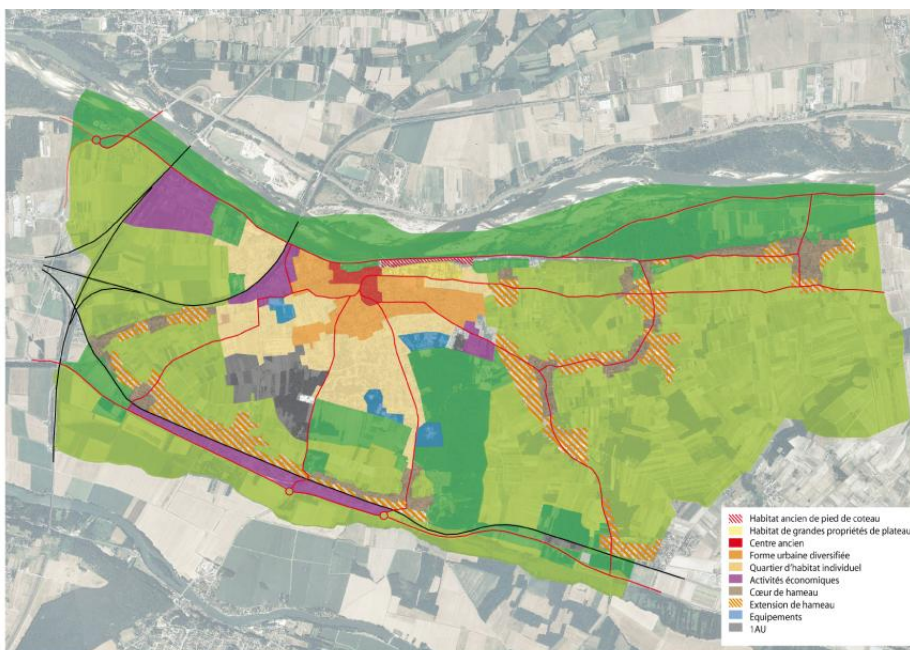 Habitat ancien de pied de coteau
Habitat de grandes propriétés de plateau
Centre ancien
Forme urbaine diversifiée
Quartier d'habitat individuel
Activités économiques
Cœur de hameau
Extension de hameau
Equipements
1AU